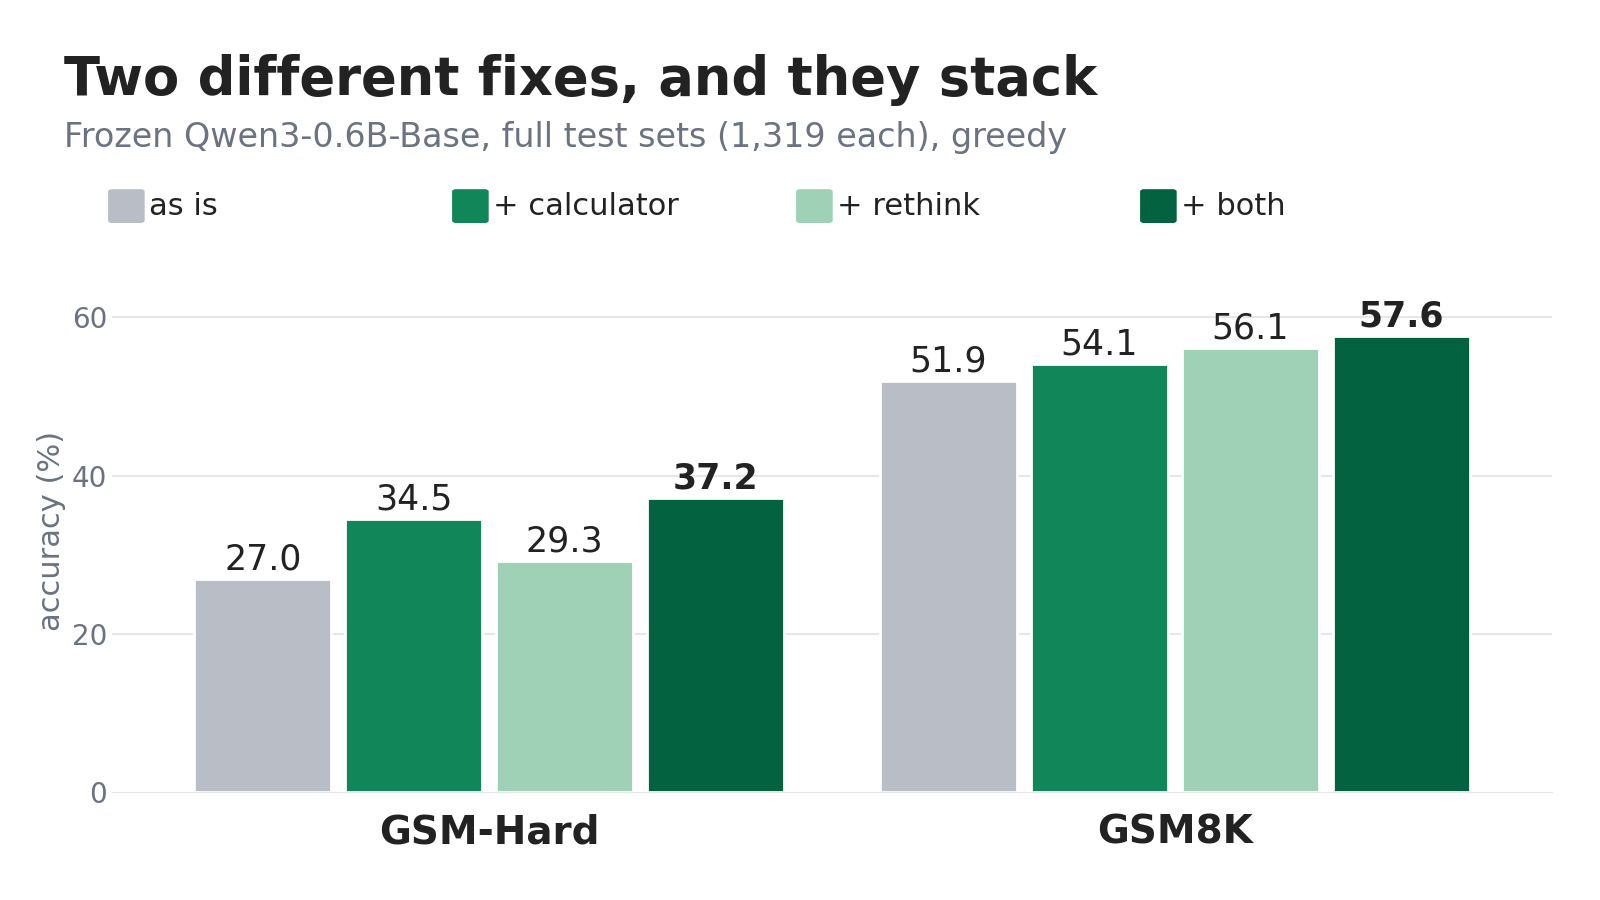 Two different fixes, and they stack
Frozen Qwen3-0.6B-Base, full test sets (1,319 each), greedy
as is + calculator + rethink + both
accuracy (%)
60
40
20
0
27.0 34.5 29.3 37.2
51.9 54.1 56.1 57.6
GSM-Hard GSM8K